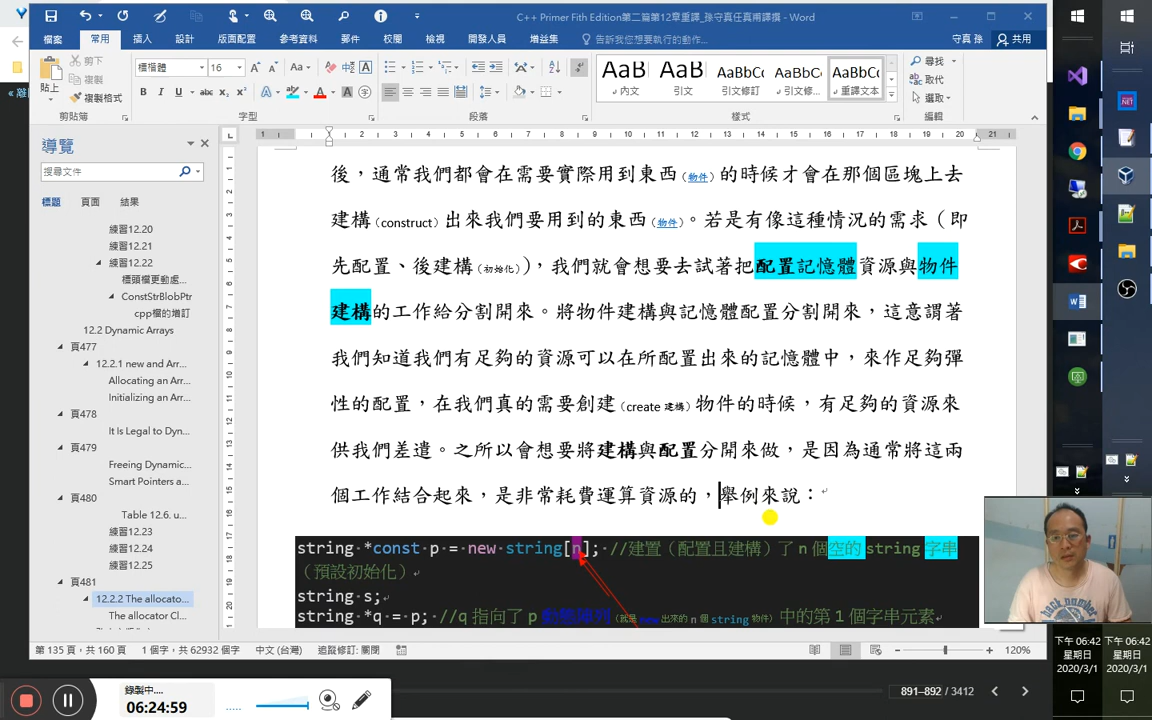 C++ Primer Fith Edition第二篇第12章重譯_孫守真任真甫譯撰 - Word
檔案 常用 插入 設計 版面配置 參考資料 郵件 校閱 檢視 開發人員 增益集 告訴我您想要執行的動作... 守真 孫 共用
貼上 剪下 複製 複製格式
標楷體 16
AaBbC AaBbC AaBbCc AaBbCc AaBbCc
內文 引文 引文修訂 引文修... 重譯文本
尋找 取代 選取
剪貼簿 字型 段落 樣式 編輯
導覽
搜尋文件
標題 頁面 結果
練習12.20
練習12.21
練習12.22
標頭檔更動處...
ConstStrBlobPtr
cpp檔的增訂
12.2 Dynamic Arrays
頁477
12.2.1 new and Arr...
Allocating an Arr...
Initializing an Arr...
頁478
It Is Legal to Dyn...
頁479
Freeing Dynamic...
Smart Pointers a...
頁480
Table 12.6. u...
練習12.23
練習12.24
練習12.25
頁481
12.2.2 The allocato...
The allocator Cl...
後，通常我們都會在需要實際用到東西（物件）的時候才會在那個區塊上去
建構（construct）出來我們要用到的東西（物件）。若是有像這種情況的需求（即
先配置、後建構（初始化）），我們就會想要去試著把配置記憶體資源與物件
建構的工作給分割開來。將物件建構與記憶體配置分割開來，這意謂著
我們知道我們有足夠的資源可以在所配置出來的記憶體中，來作足夠彈
性的配置，在我們真的需要創建（create 建構）物件的時候，有足夠的資源來
供我們差遣。之所以會想要將建構與配置分開來做，是因為通常將這兩
個工作結合起來，是非常耗費運算資源的，舉例來說：
string *const p = new string[n]; //建置（配置且建構）了 n 個空的 string 字串
（預設初始化）
string s;
string *q = p; //q 指向了 p 動態陣列（就是 new 出來的 n 個 string 物件）中的第 1 個字串元素
第 135 頁，共 160 頁 1 個字，共 62932 個字 中文 (台灣) 追蹤修訂: 關閉 120%
錄製中....
06:24:59
891–892 / 3412
下午 06:42
星期日
2020/3/1
下午 06:42
星期日
2020/3/1